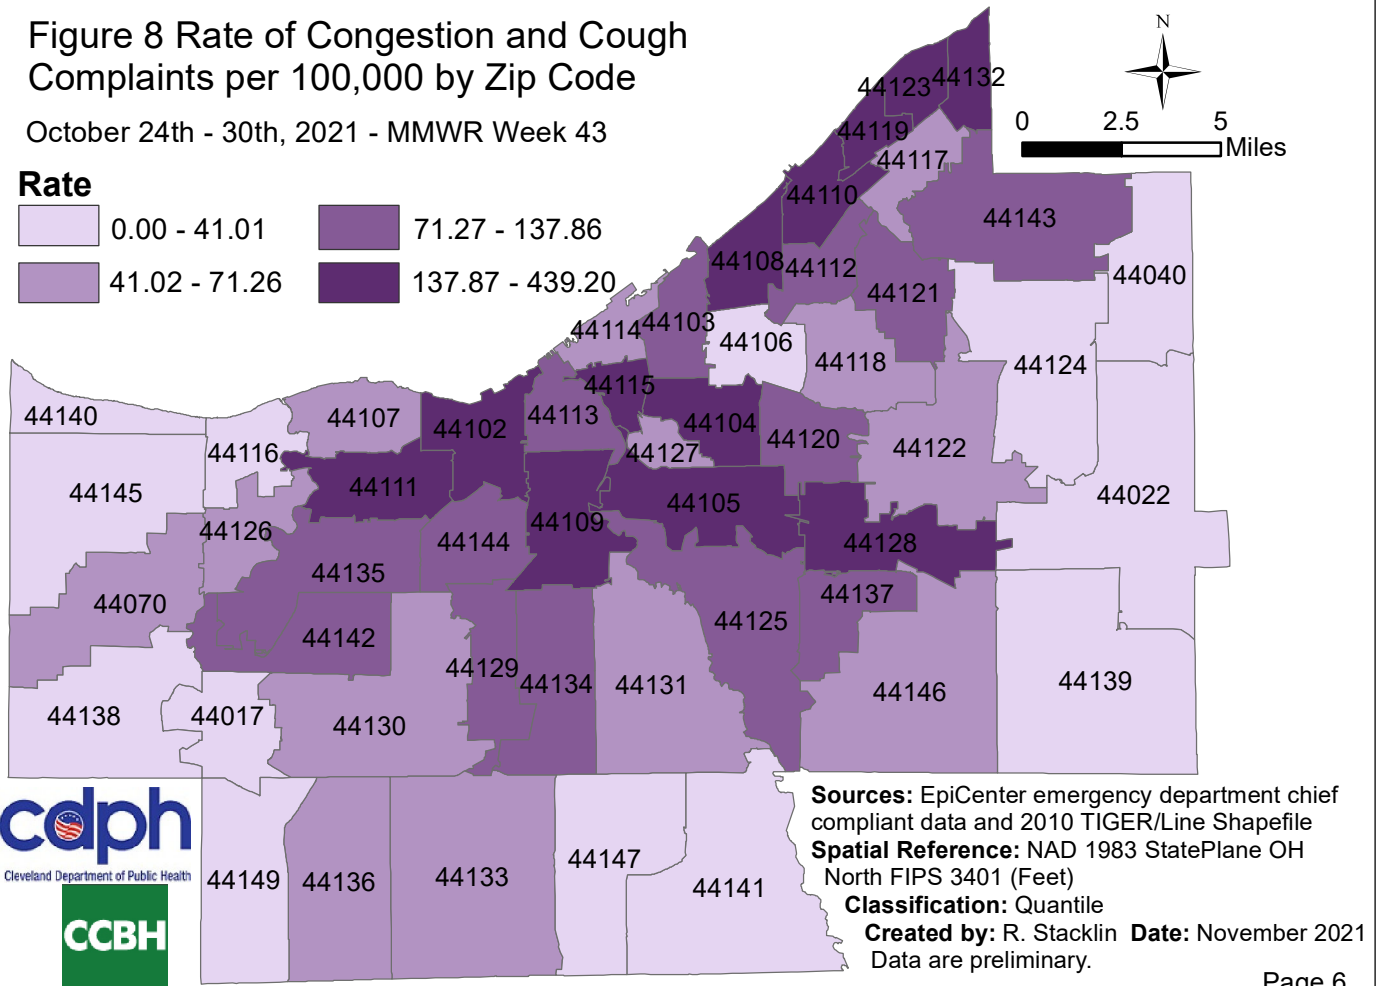 Figure 8 Rate of Congestion and Cough
Complaints per 100,000 by Zip Code
October 24th - 30th, 2021 - MMWR Week 43
Rate
0.00 - 41.01
71.27 - 137.86
41.02 - 71.26
137.87 - 439.20
N
0 2.5 5
Miles
44132
44123
44119
44117
44110
44143
44108
44112
44040
44121
44114
44103
44106
44118
44124
44115
44140
44107
44102
44113
44104
44120
44122
44116
44127
44145
44111
44105
44022
44126
44109
44144
44128
44135
44070
44137
44142
44125
44129
44134
44131
44146
44139
44138
44017
44130
44149
44136
44133
44147
44141
cdph
Cleveland Department of Public Health
CCBH
Sources: EpiCenter emergency department chief
compliant data and 2010 TIGER/Line Shapefile
Spatial Reference: NAD 1983 StatePlane OH
North FIPS 3401 (Feet)
Classification: Quantile
Created by: R. Stacklin Date: November 2021
Data are preliminary.
Page 6